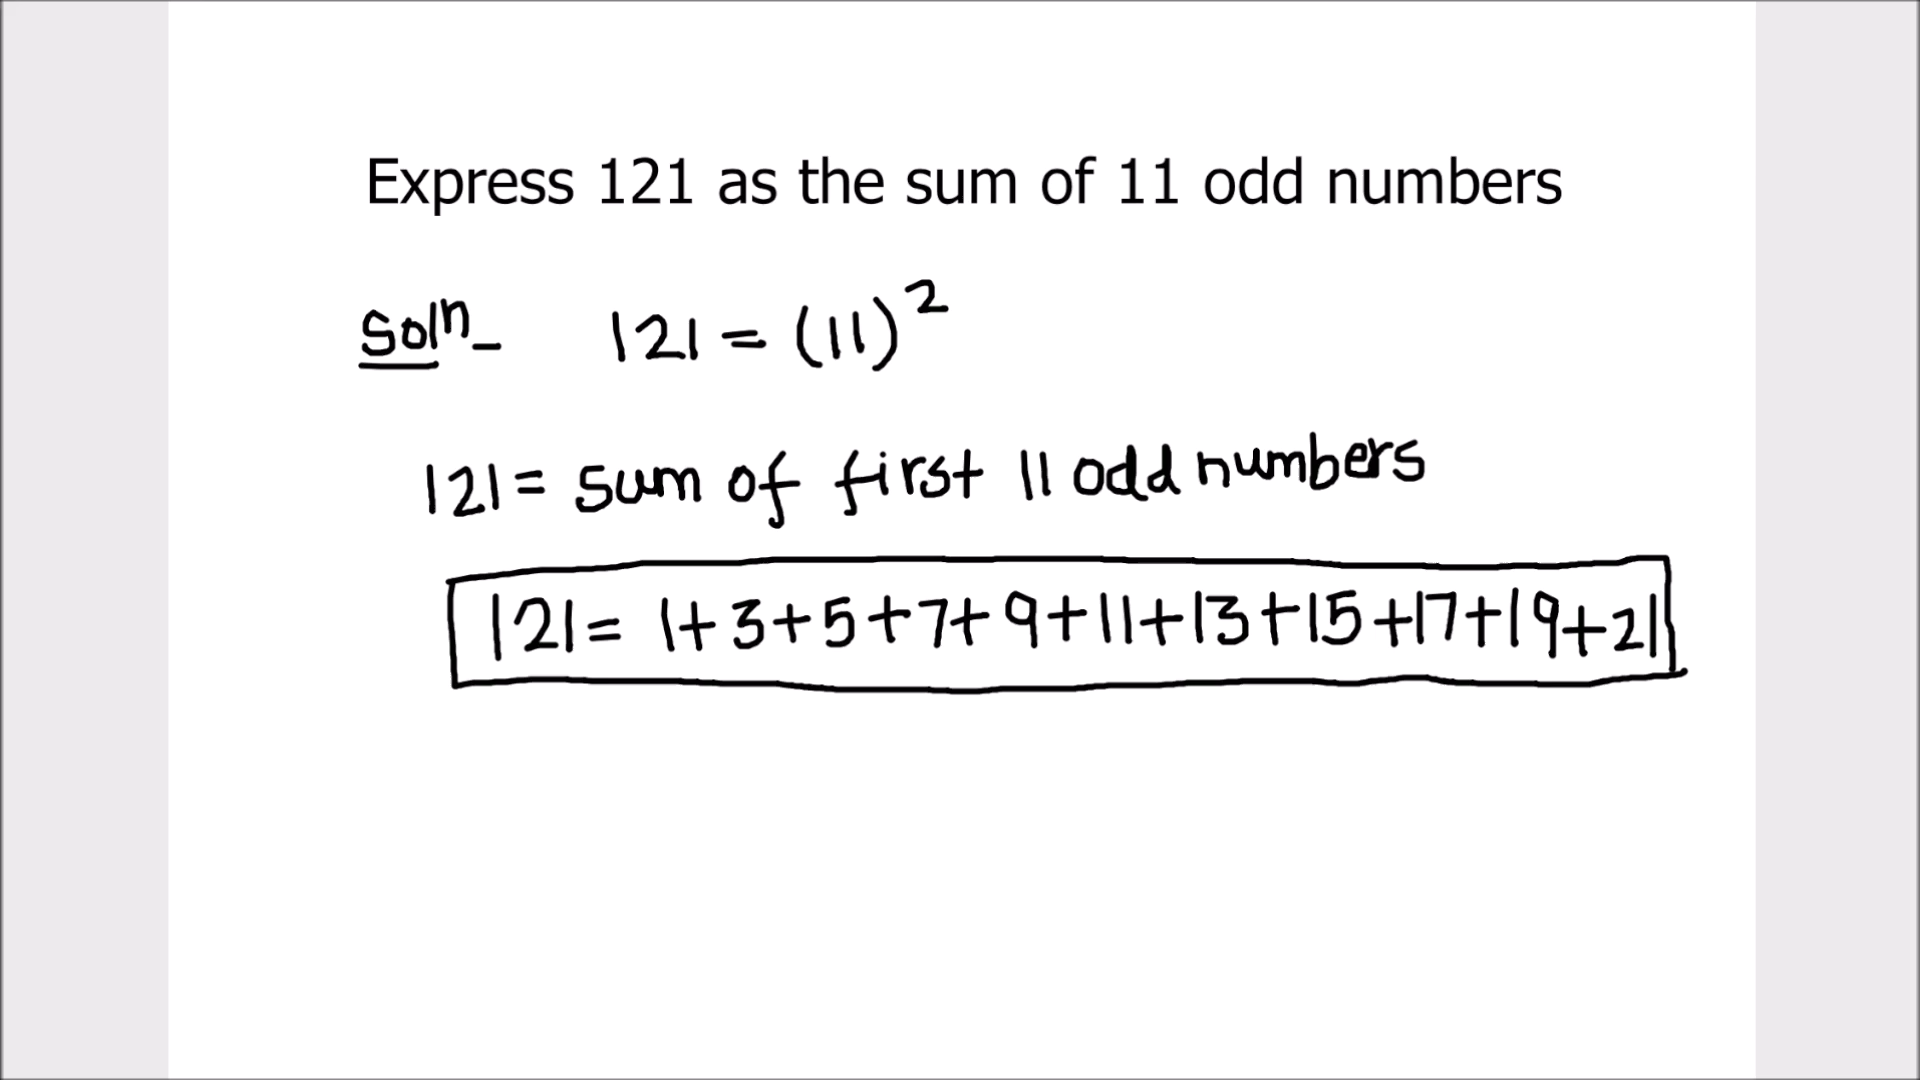 Express 121 as the sum of 11 odd numbers
Soln- 121 = (11)²
121 = sum of first 11 odd numbers
121 = 1+3+5+7+9+11+13+15+17+19+21